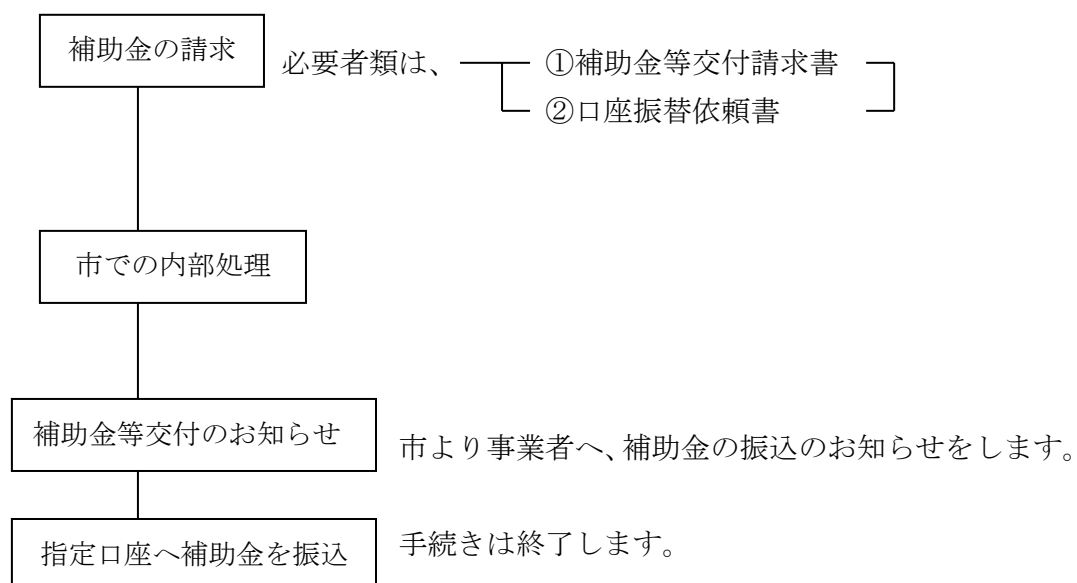 補助金の請求
必要者類は、
①補助金等交付請求書
②口座振替依頼書
市での内部処理
補助金等交付のお知らせ
市より事業者へ、補助金の振込のお知らせをします。
指定口座へ補助金を振込
手続きは終了します。